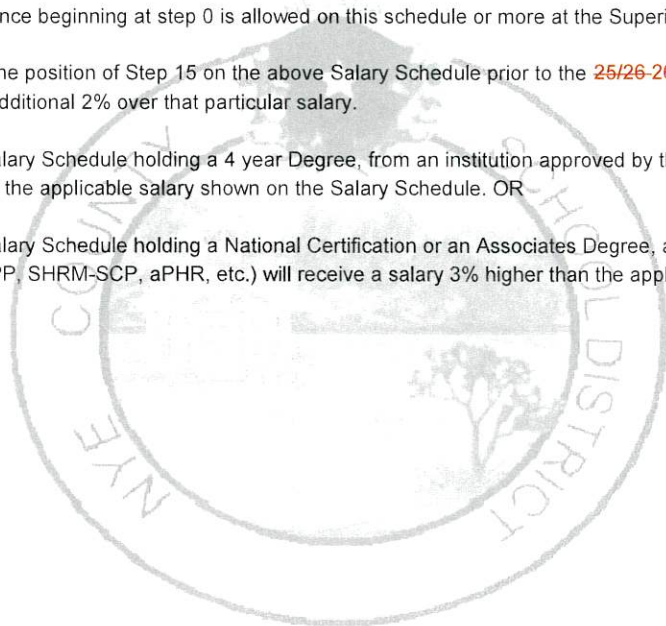 nce beginning at step 0 is allowed on this schedule or more at the Superi
he position of Step 15 on the above Salary Schedule prior to the 25/26 20
dditional 2% over that particular salary.
alary Schedule holding a 4 year Degree, from an institution approved by th
the applicable salary shown on the Salary Schedule. OR
alary Schedule holding a National Certification or an Associates Degree, a
PP, SHRM-SCP, aPHR, etc.) will receive a salary 3% higher than the appl
NYE COUNTY SCHOOL DISTRICT